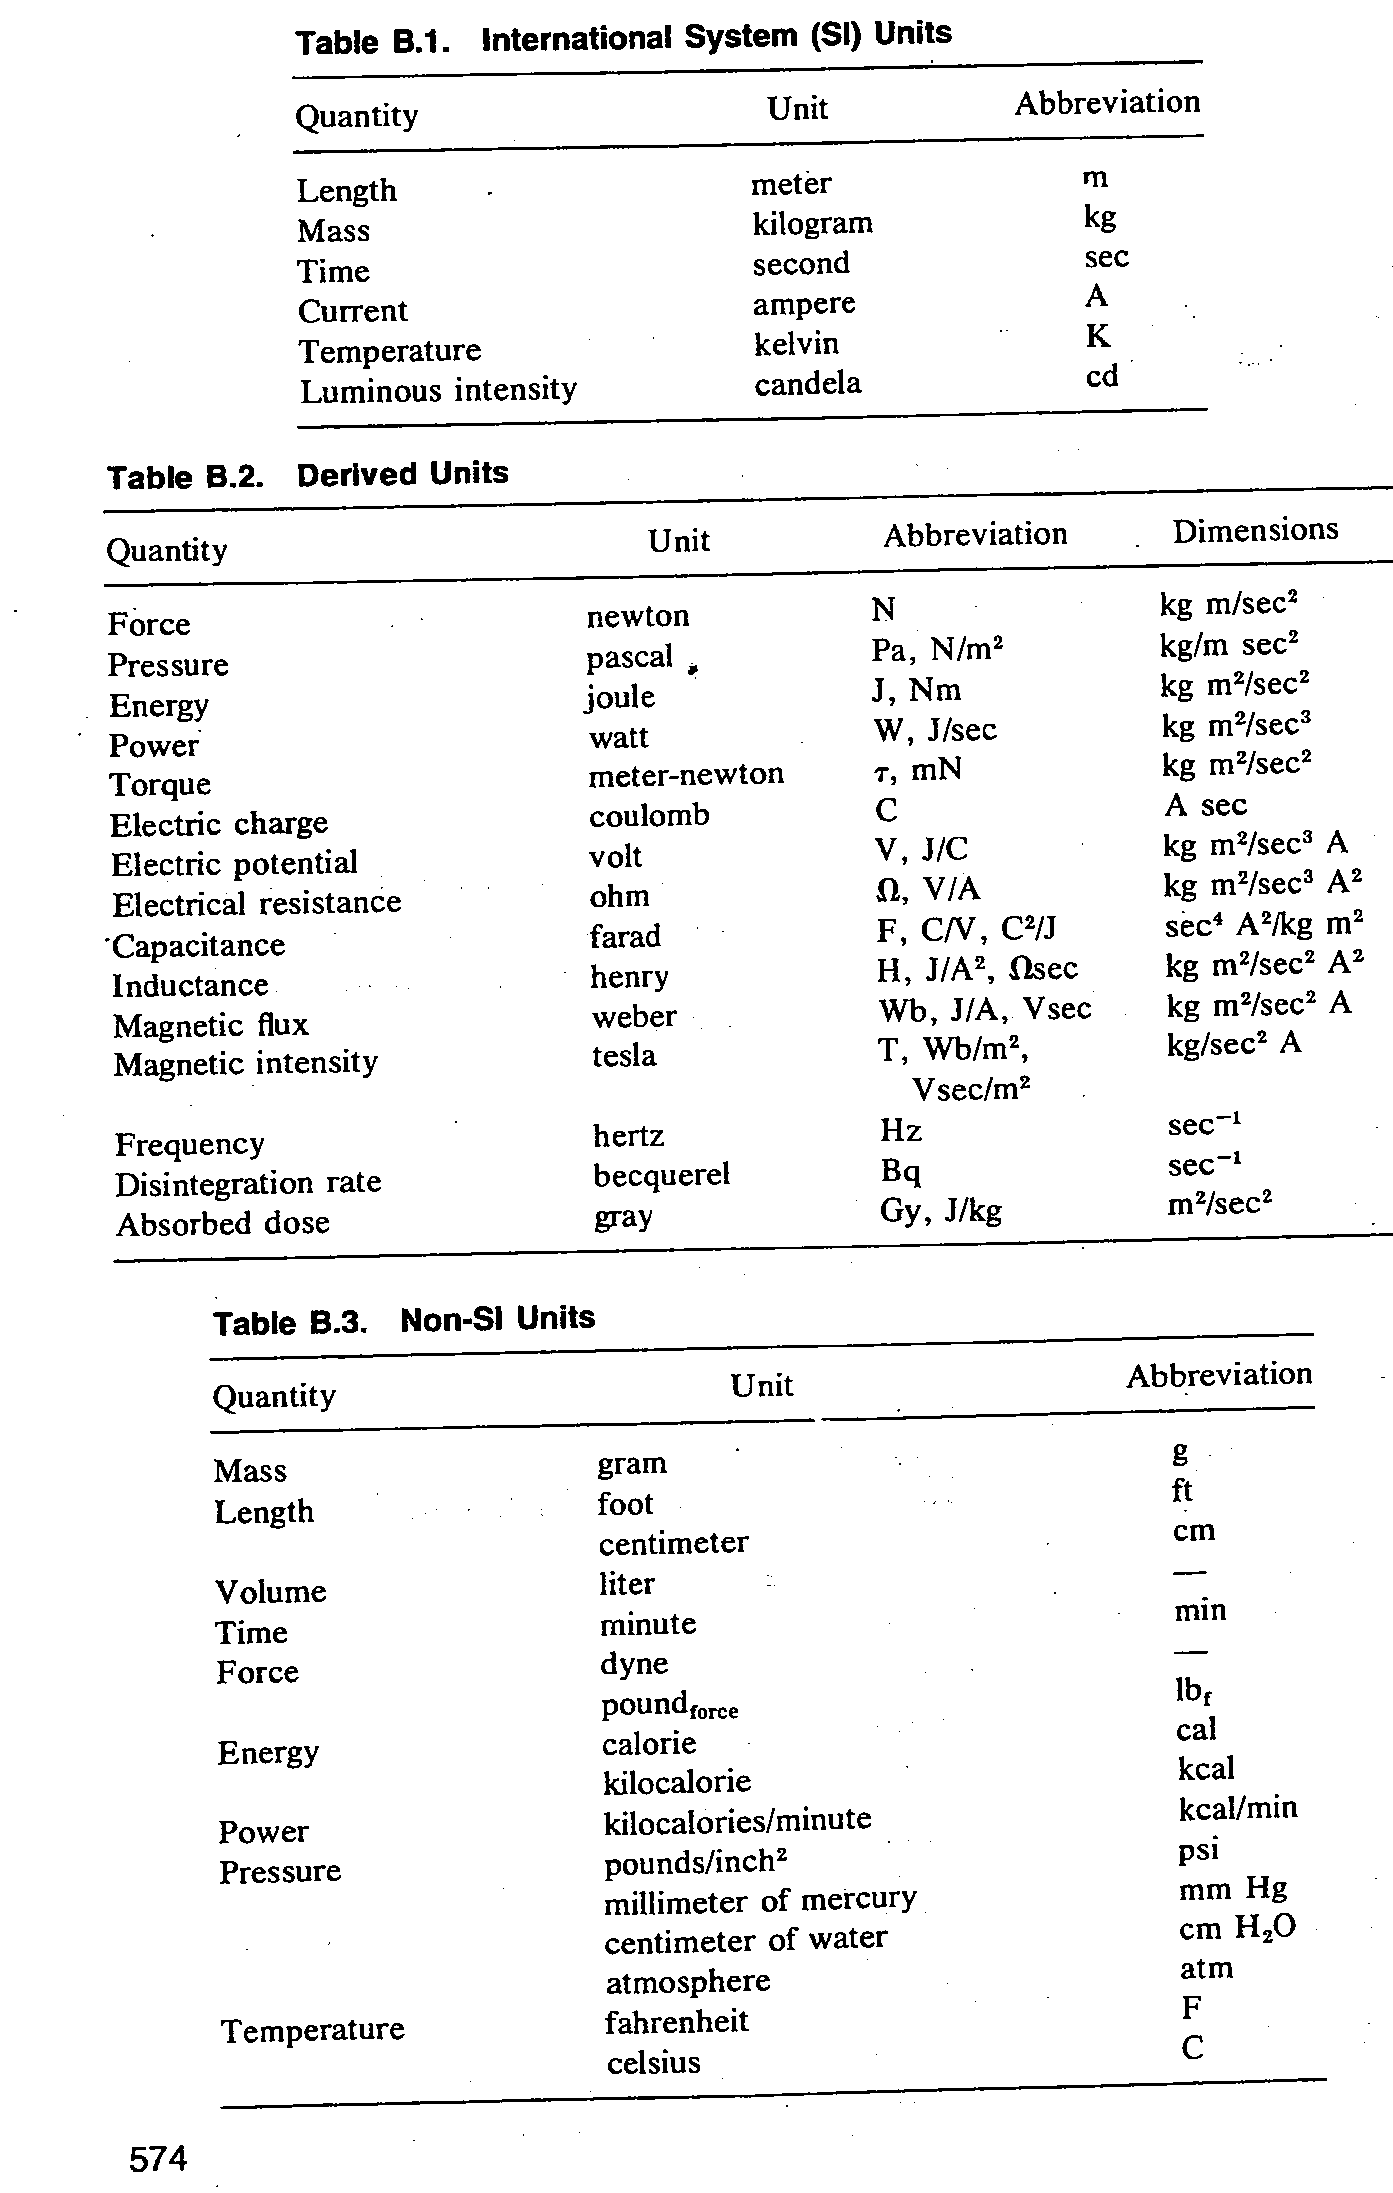 Table B.1. International System (SI) Units
Quantity Unit Abbreviation
Length meter m
Mass kilogram kg
Time second sec
Current ampere A
Temperature kelvin K
Luminous intensity candela cd
Table B.2. Derived Units
Quantity Unit Abbreviation Dimensions
Force newton N kg m/sec²
Pressure pascal Pa, N/m² kg/m sec²
Energy joule J, Nm kg m²/sec²
Power watt W, J/sec kg m²/sec³
Torque meter-newton τ, mN kg m²/sec²
Electric charge coulomb C A sec
Electric potential volt V, J/C kg m²/sec³ A
Electrical resistance ohm Ω, V/A kg m²/sec³ A²
Capacitance farad F, C/V, C²/J sec⁴ A²/kg m²
Inductance henry H, J/A², Ωsec kg m²/sec² A²
Magnetic flux weber Wb, J/A, Vsec kg m²/sec² A
Magnetic intensity tesla T, Wb/m², kg/sec² A
Vsec/m²
Frequency hertz Hz sec⁻¹
Disintegration rate becquerel Bq sec⁻¹
Absorbed dose gray Gy, J/kg m²/sec²
Table B.3. Non-SI Units
Quantity Unit Abbreviation
Mass gram g
Length foot ft
centimeter cm
Volume liter —
Time minute min
Force dyne —
pound_force lb_f
Energy calorie cal
kilocalorie kcal
Power kilocalories/minute kcal/min
Pressure pounds/inch² psi
millimeter of mercury mm Hg
centimeter of water cm H₂O
atmosphere atm
Temperature fahrenheit F
celsius C
574